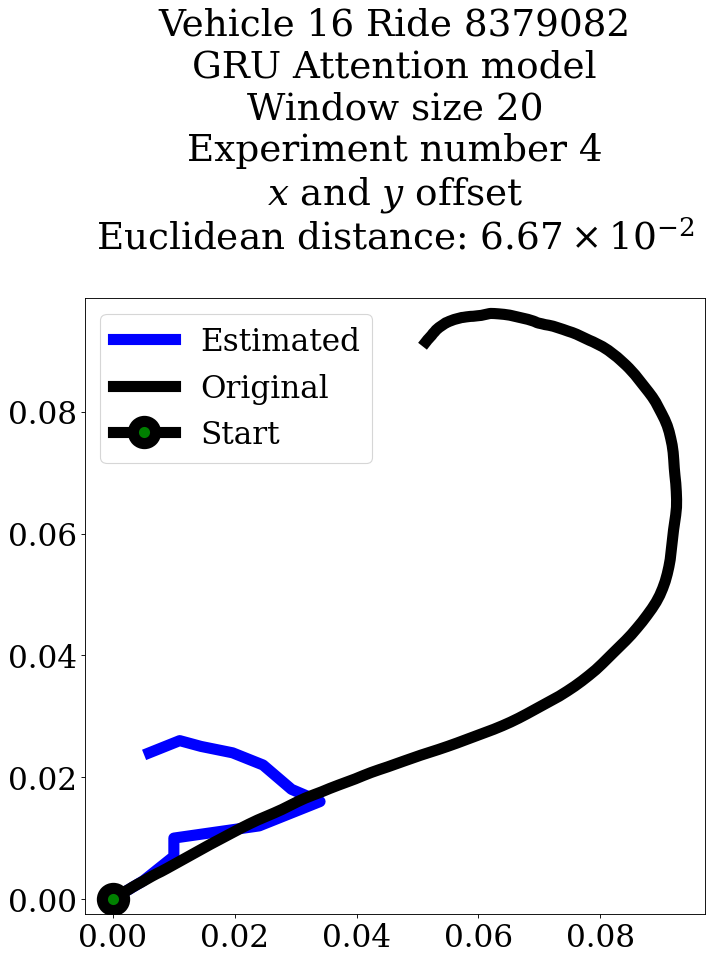 Vehicle 16 Ride 8379082
GRU Attention model
Window size 20
Experiment number 4
x and y offset
Euclidean distance: 6.67 × 10⁻²
Estimated
Original
Start
0.08
0.06
0.04
0.02
0.00
0.00 0.02 0.04 0.06 0.08